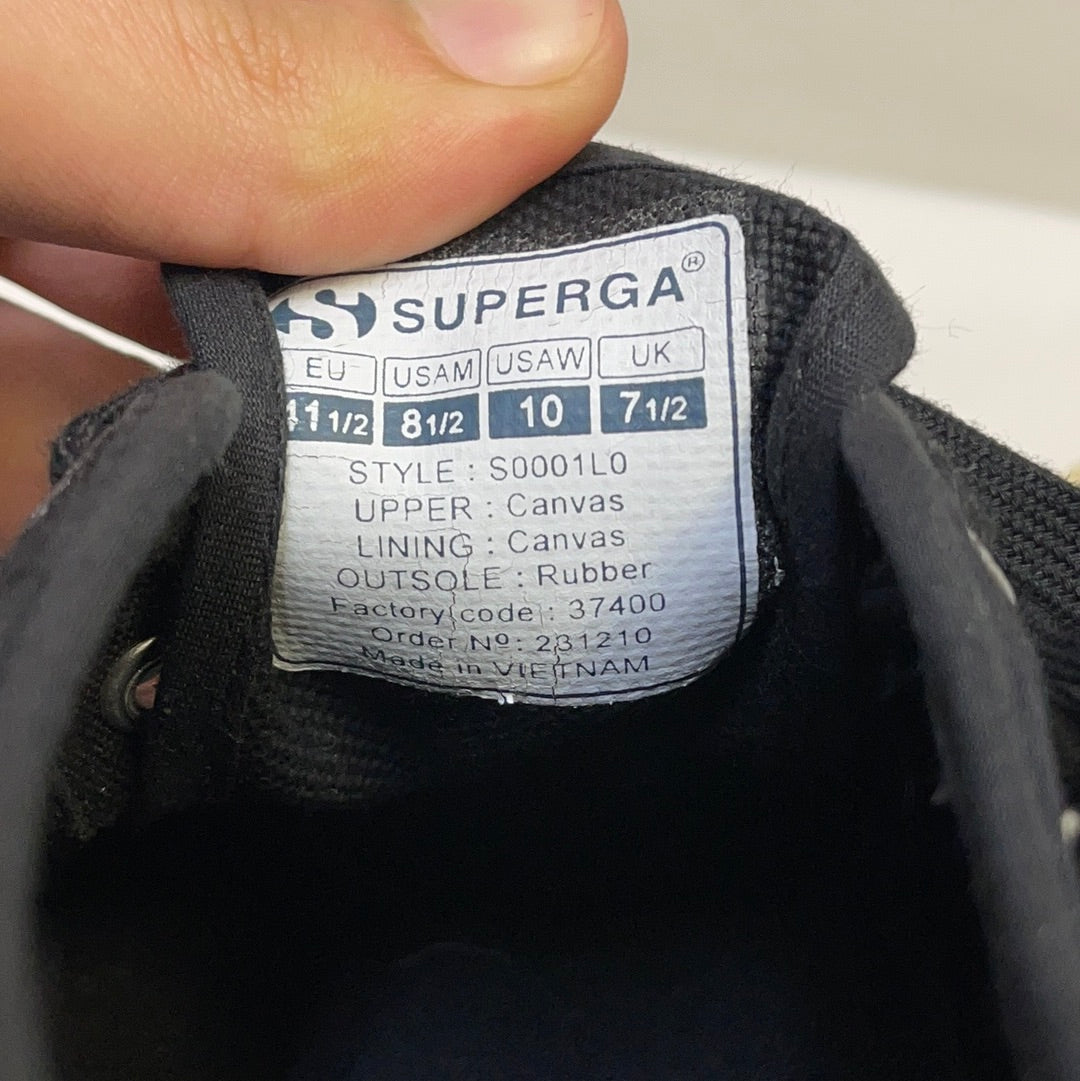 SUPERGA®
EU USAM USAW UK
41 1/2 8 1/2 10 7 1/2
STYLE : S0001L0
UPPER : Canvas
LINING : Canvas
OUTSOLE : Rubber
Factory code : 37400
Order Nº: 231210
Made in VIETNAM